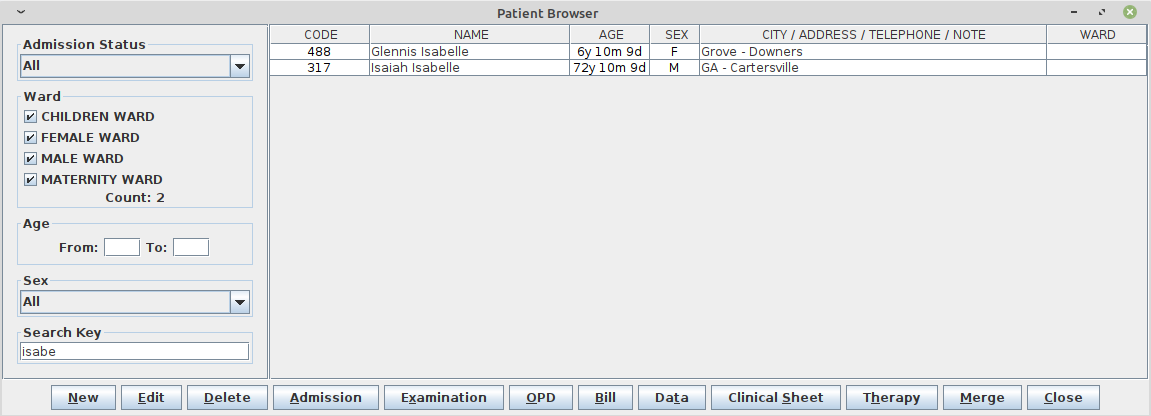 Patient Browser
Admission Status
All
Ward
CHILDREN WARD
FEMALE WARD
MALE WARD
MATERNITY WARD
Count: 2
Age
From: To:
Sex
All
Search Key
isabe
CODE NAME AGE SEX CITY / ADDRESS / TELEPHONE / NOTE WARD
488 Glennis Isabelle 6y 10m 9d F Grove - Downers
317 Isaiah Isabelle 72y 10m 9d M GA - Cartersville
New Edit Delete Admission Examination OPD Bill Data Clinical Sheet Therapy Merge Close